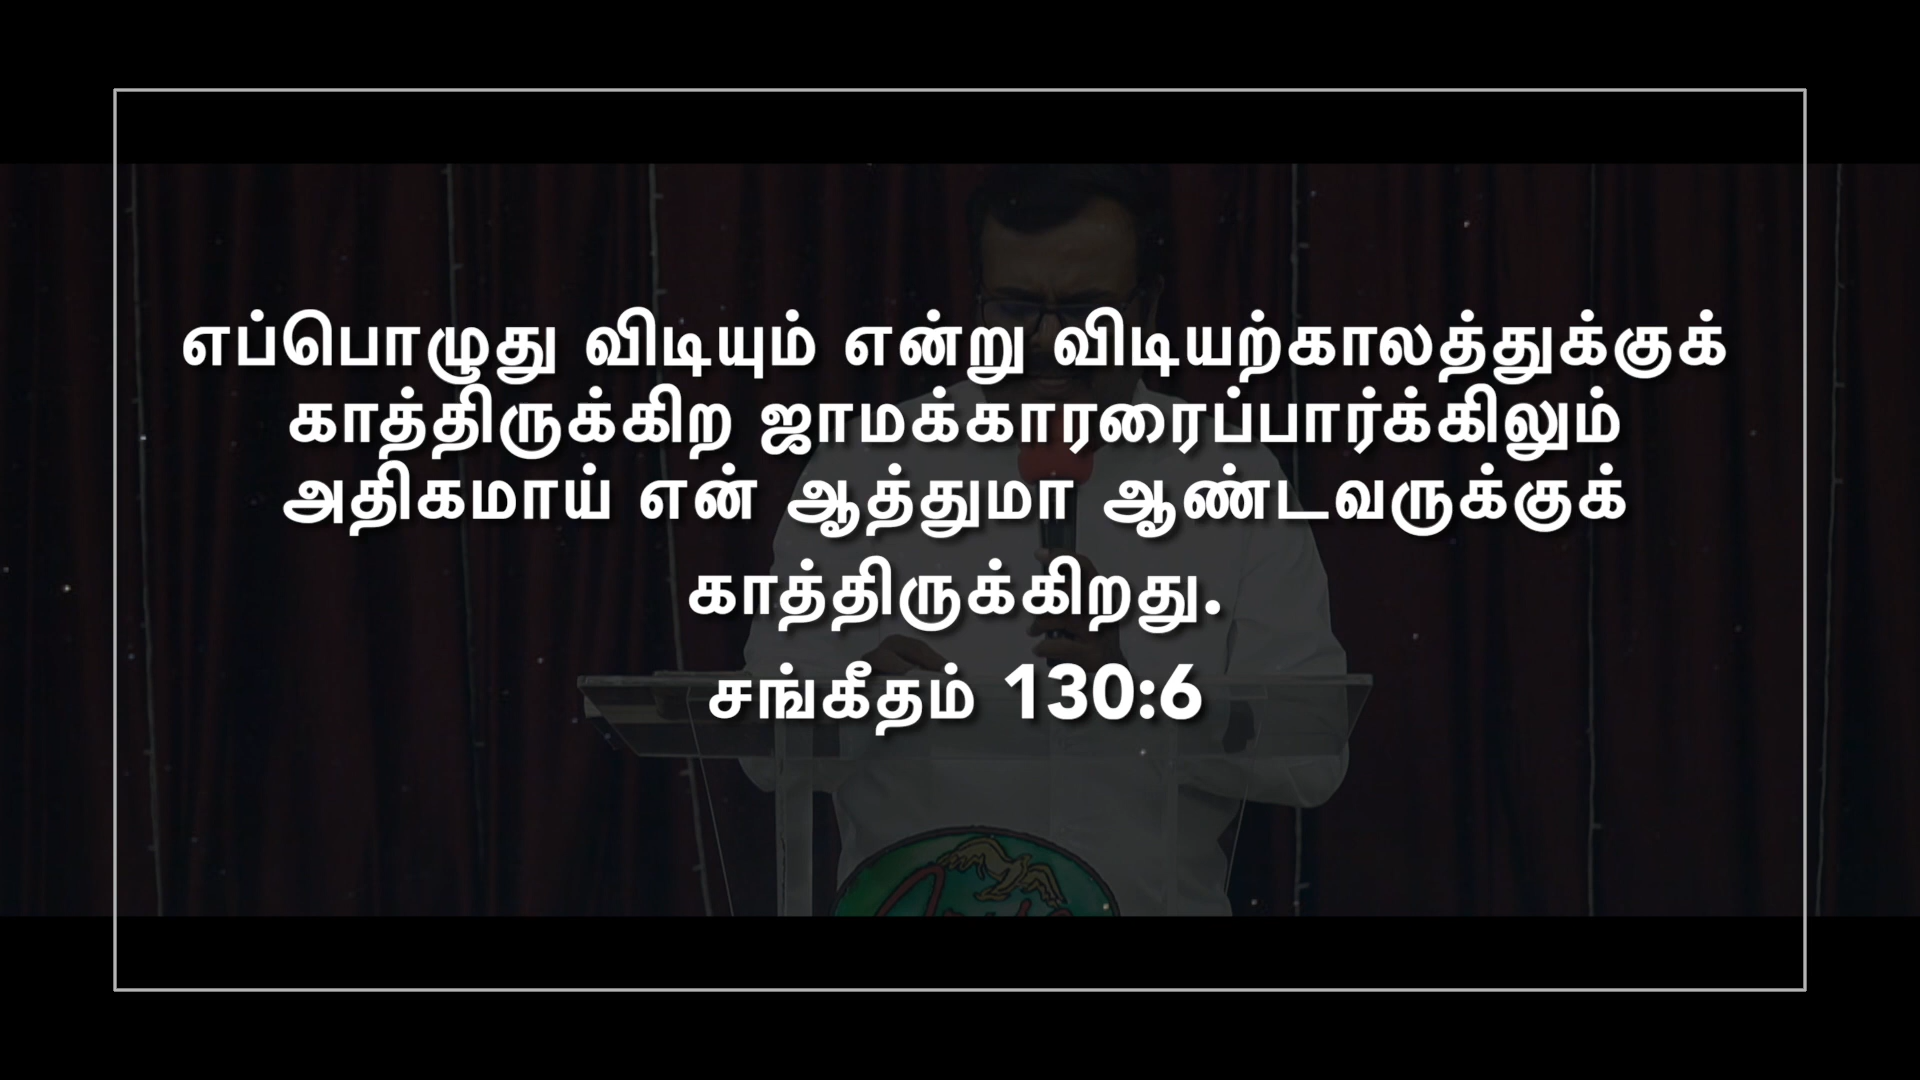 எப்பொழுது விடியும் என்று விடியற்காலத்துக்குக்
காத்திருக்கிற ஜாமக்காரரைப்பார்க்கிலும்
அதிகமாய் என் ஆத்துமா ஆண்டவருக்குக்
காத்திருக்கிறது.
சங்கீதம் 130:6